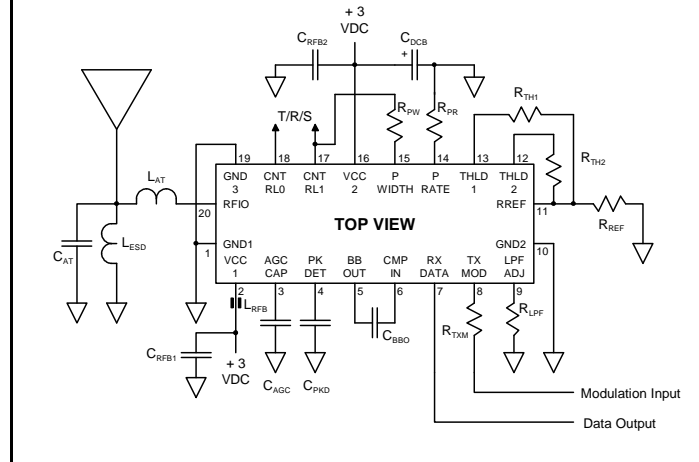 + 3
VDC
CRFB2
CDCB
+
T/R/S
RPW
RPR
RTH1
RTH2
19
18
17
16
15
14
13
12
GND
3
CNT
RL0
CNT
RL1
VCC
2
P
WIDTH
P
RATE
THLD
1
THLD
2
LAT
20
RFIO
RREF
11
RREF
TOP VIEW
CAT
LESD
1
GND1
GND2
10
VCC
1
AGC
CAP
PK
DET
BB
OUT
CMP
IN
RX
DATA
TX
MOD
LPF
ADJ
2
3
4
5
6
7
8
9
LRFB
CRFB1
+ 3
VDC
CAGC
CPKD
CBBO
RTXM
RLPF
Modulation Input
Data Output